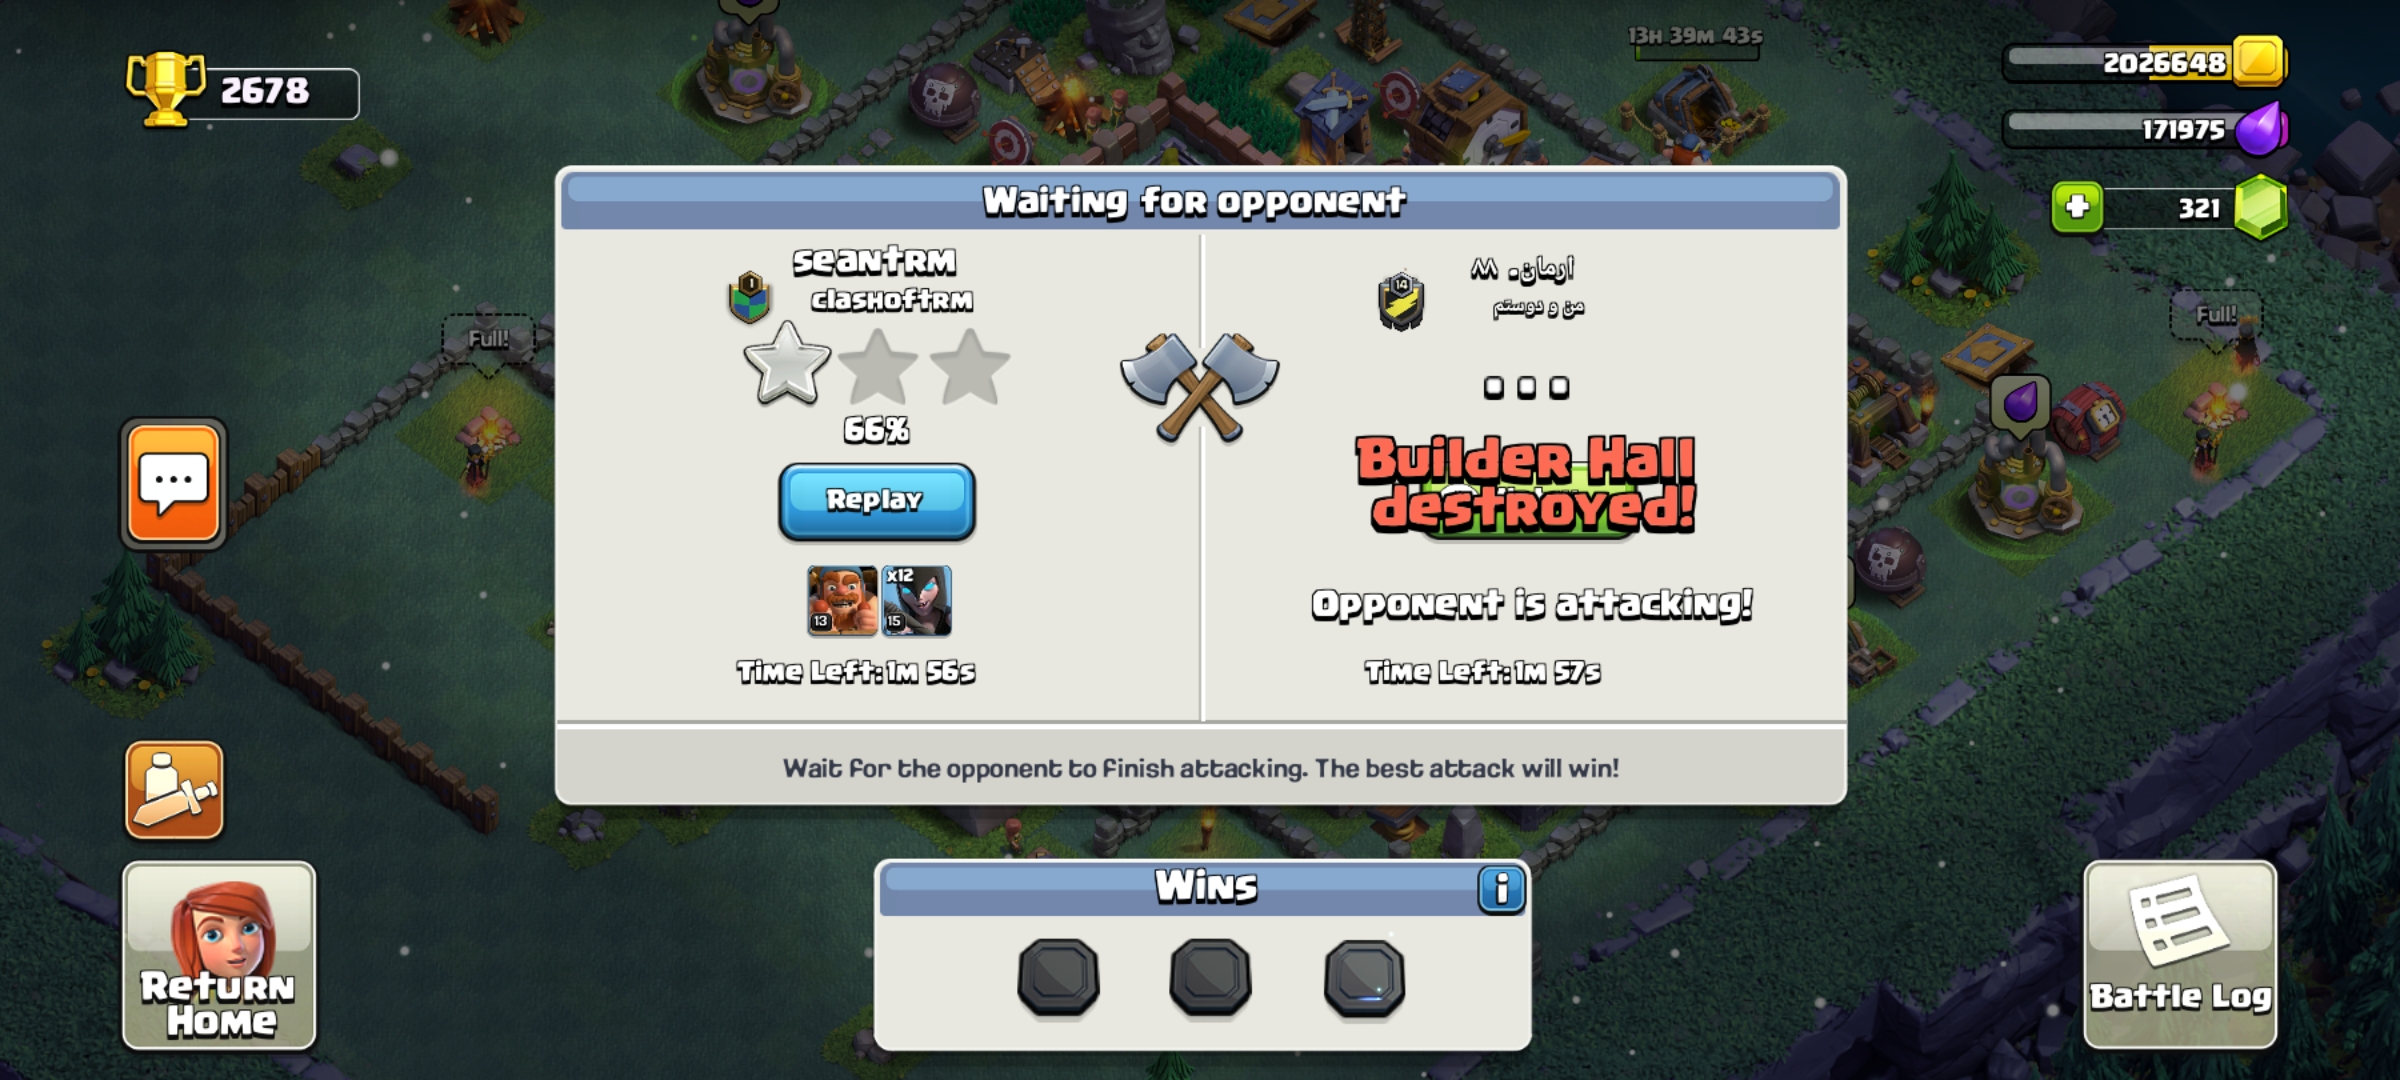 2678
13H 39M 43s
2026648
171975
321
Waiting for opponent
seantrm
1
clashoftrm
66%
Replay
x12
13
15
Time Left:1M 56s
ارمان. ۸۸
14
من و دوستم
Builder Hall
destroyed!
Opponent is attacking!
Time Left:1M 57s
Wait for the opponent to finish attacking. The best attack will win!
Full!
Full!
Wins
i
Return
Home
Battle Log